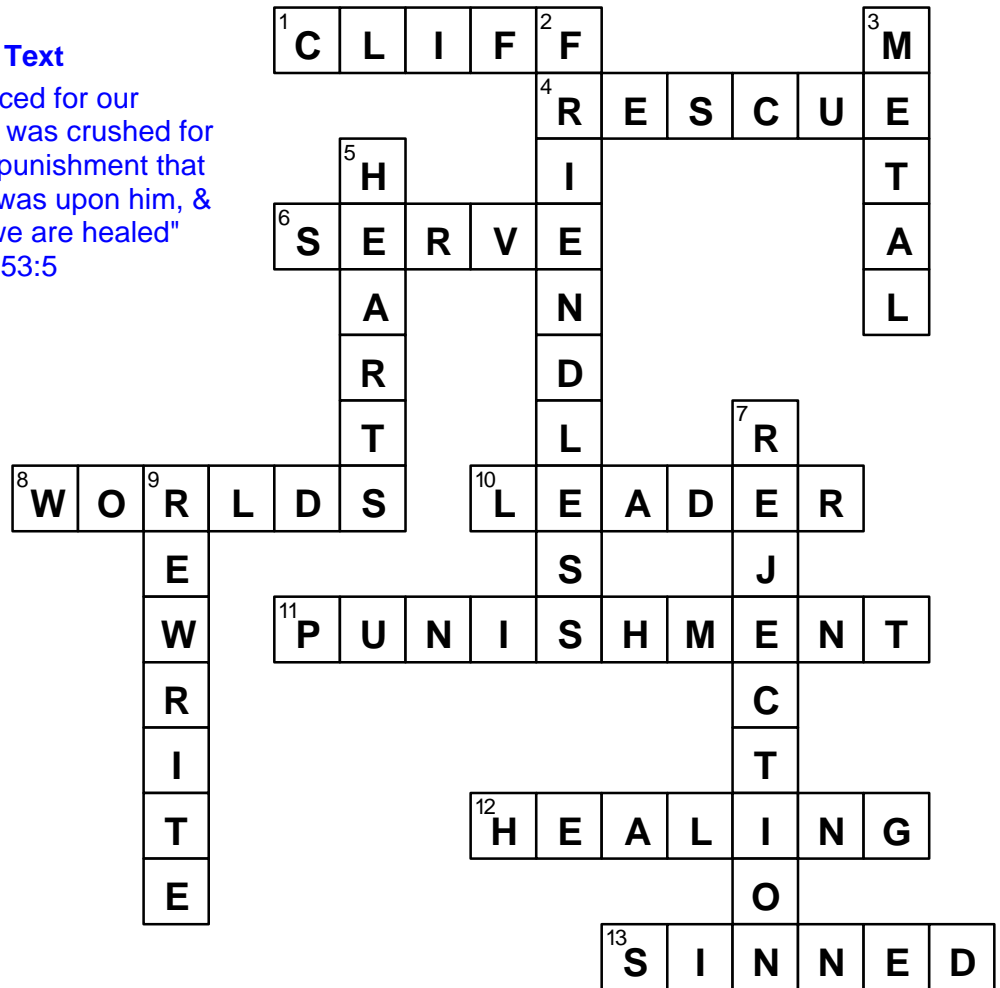 Text
ced for our
was crushed for
punishment that
was upon him, &
we are healed"
53:5
1 C L I F 2 F 3 M
4 R E S C U E
5 H I T
6 S E R V E A
A N L
R D
T L 7 R
8 W O 9 R L D S 10 L E A D E R
E S J
W 11 P U N I S H M E N T
R C
I T
T 12 H E A L I N G
E O
13 S I N N E D